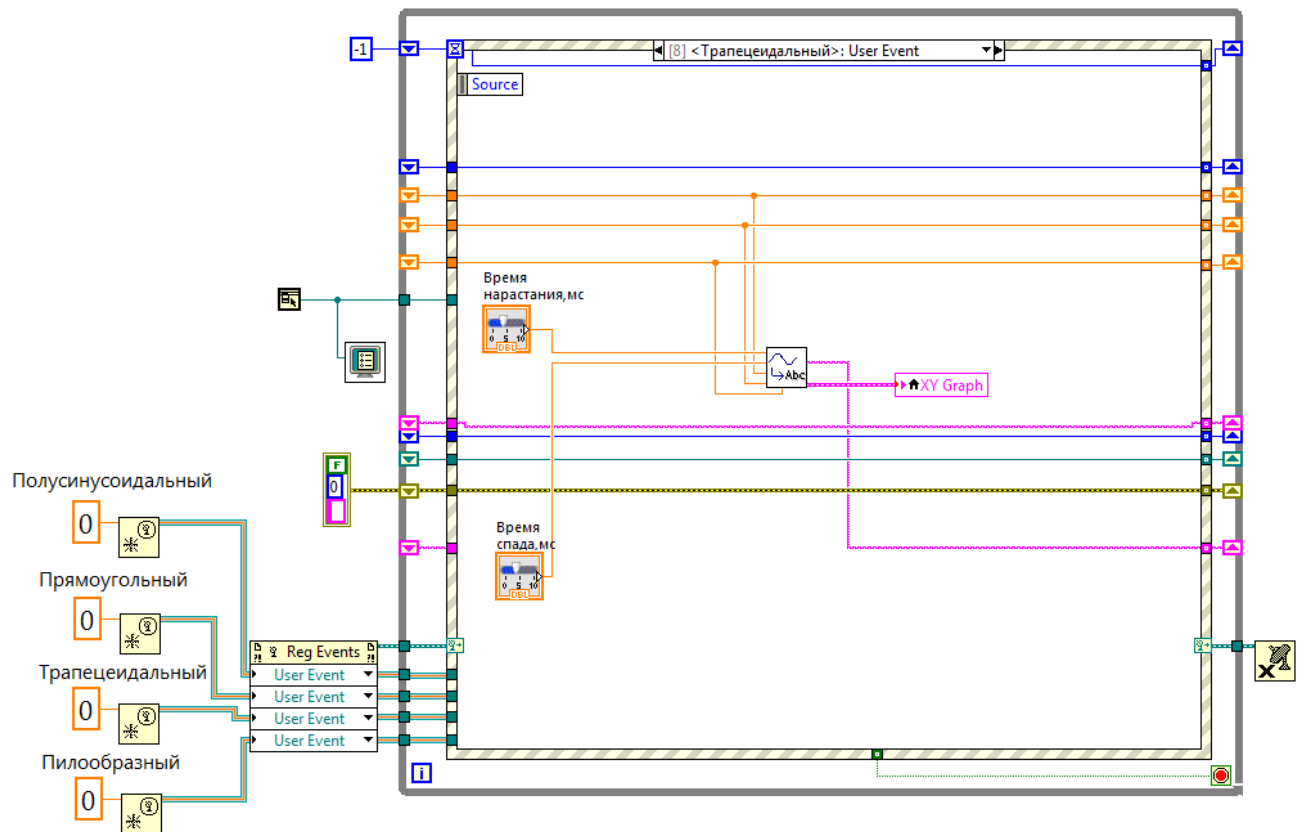 -1
[8] <Трапецеидальный>: User Event
Source
Время
нарастания,мс
0 5 10
DBL
Abc
XY Graph
F
0
Полусинусоидальный
0
Время
спада,мс
0 5 10
DBL
Прямоугольный
0
Reg Events
User Event
User Event
User Event
User Event
Трапецеидальный
0
Пилообразный
0
i